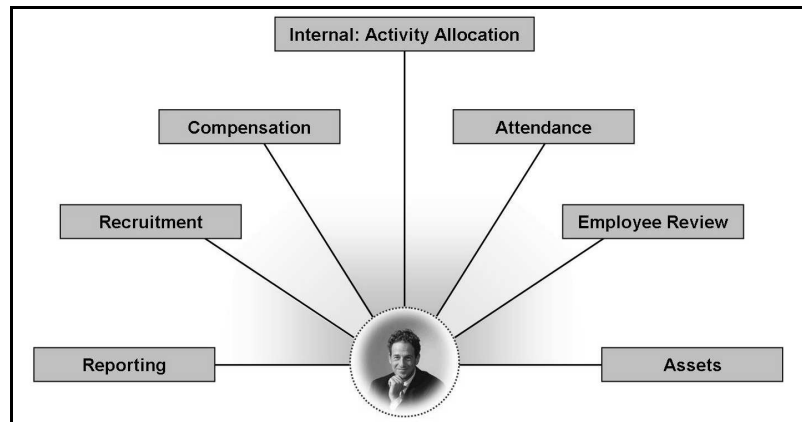 Internal: Activity Allocation
Compensation
Attendance
Recruitment
Employee Review
Reporting
Assets